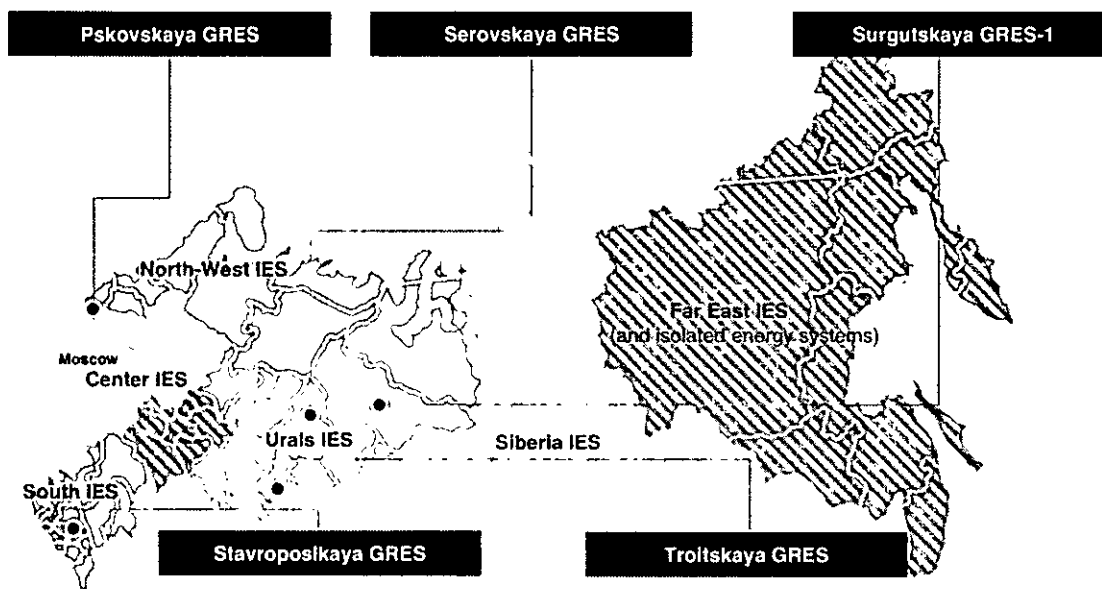 Pskovskaya GRES
Serovskaya GRES
Surgutskaya GRES-1
North-West IES
Far East IES
(and isolated energy systems)
Moscow
Center IES
Urals IES
Siberia IES
South IES
Stavroposikaya GRES
Troitskaya GRES